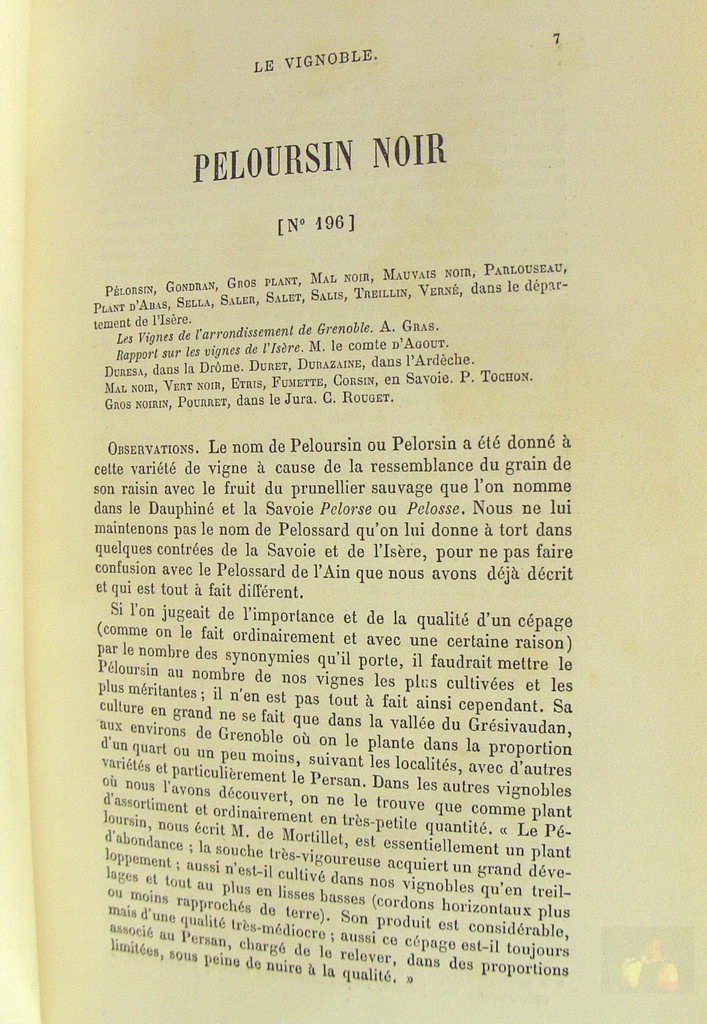 7
LE VIGNOBLE.
PELOURSIN NOIR
[N° 196]
PÉLORSIN, GONDRAN, GROS PLANT, MAL NOIR, MAUVAIS NOIR, PARLOUSEAU,
PLANT D'ABAS, SELLA, SALER, SALET, SALIS, TREILLIN, VERNÉ, dans le dépar-
tement de l'Isère.
Les Vignes de l'arrondissement de Grenoble. A. GRAS.
Rapport sur les vignes de l'Isère. M. le comte D'AGOUT.
DURESA, dans la Drôme. DURET, DURAZAINE, dans l'Ardèche.
MAL NOIR, VERT NOIR, ETRIS, FUMETTE, CORSIN, en Savoie. P. TOCHON.
GROS NOIRIN, POURRET, dans le Jura. C. ROUGET.
OBSERVATIONS. Le nom de Peloursin ou Pelorsin a été donné à
cette variété de vigne à cause de la ressemblance du grain de
son raisin avec le fruit du prunellier sauvage que l'on nomme
dans le Dauphiné et la Savoie Pelorse ou Pelosse. Nous ne lui
maintenons pas le nom de Pelossard qu'on lui donne à tort dans
quelques contrées de la Savoie et de l'Isère, pour ne pas faire
confusion avec le Pelossard de l'Ain que nous avons déjà décrit
et qui est tout à fait différent.
Si l'on jugeait de l'importance et de la qualité d'un cépage
(comme on le fait ordinairement et avec une certaine raison)
par le nombre des synonymies qu'il porte, il faudrait mettre le
Péloursin au nombre de nos vignes les plus cultivées et les
plus méritantes ; il n'en est pas tout à fait ainsi cependant. Sa
culture en grand ne se fait que dans la vallée du Grésivaudan,
aux environs de Grenoble où on le plante dans la proportion
d'un quart ou un peu moins, suivant les localités, avec d'autres
variétés et particulièrement le Persan. Dans les autres vignobles
où nous l'avons découvert, on ne le trouve que comme plant
d'assortiment et ordinairement en très-petite quantité. « Le Pé-
loursin, nous écrit M. de Mortillet, est essentiellement un plant
d'abondance ; la souche très-vigoureuse acquiert un grand déve-
loppement ; aussi n'est-il cultivé dans nos vignobles qu'en treil-
lages et tout au plus en lisses basses (cordons horizontaux plus
ou moins rapprochés de terre). Son produit est considérable,
mais d'une qualité très-médiocre ; aussi ce cépage est-il toujours
associé au Persan, chargé de le relever, dans des proportions
limitées, sous peine de nuire à la qualité. »